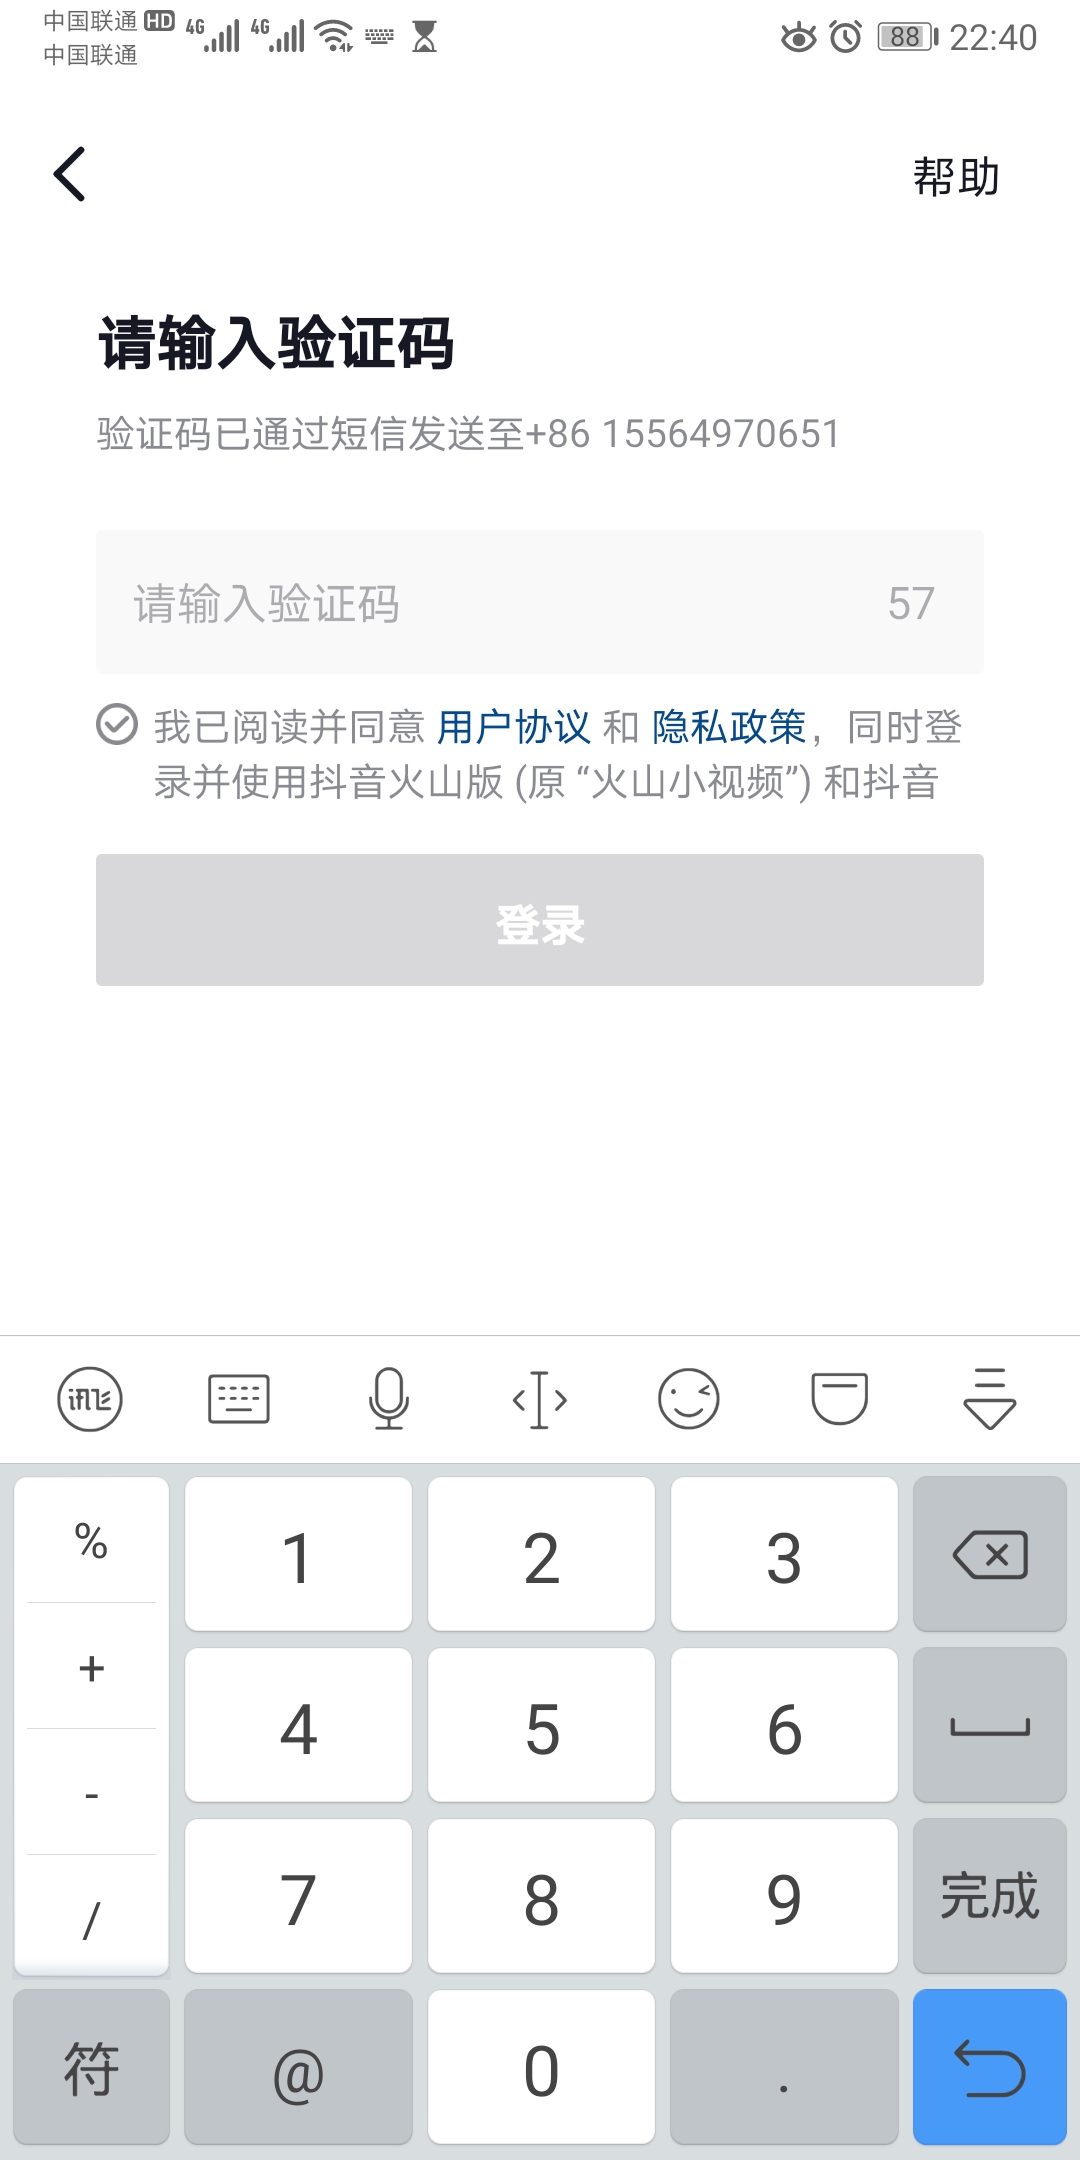 中国联通 HD 4G 4G 88 22:40
中国联通
帮助
请输入验证码
验证码已通过短信发送至+86 15564970651
请输入验证码 57
我已阅读并同意 用户协议 和 隐私政策，同时登
录并使用抖音火山版 (原 “火山小视频”) 和抖音
登录
% 1 2 3
+ 4 5 6
- 7 8 9 完成
/
符 @ 0 .